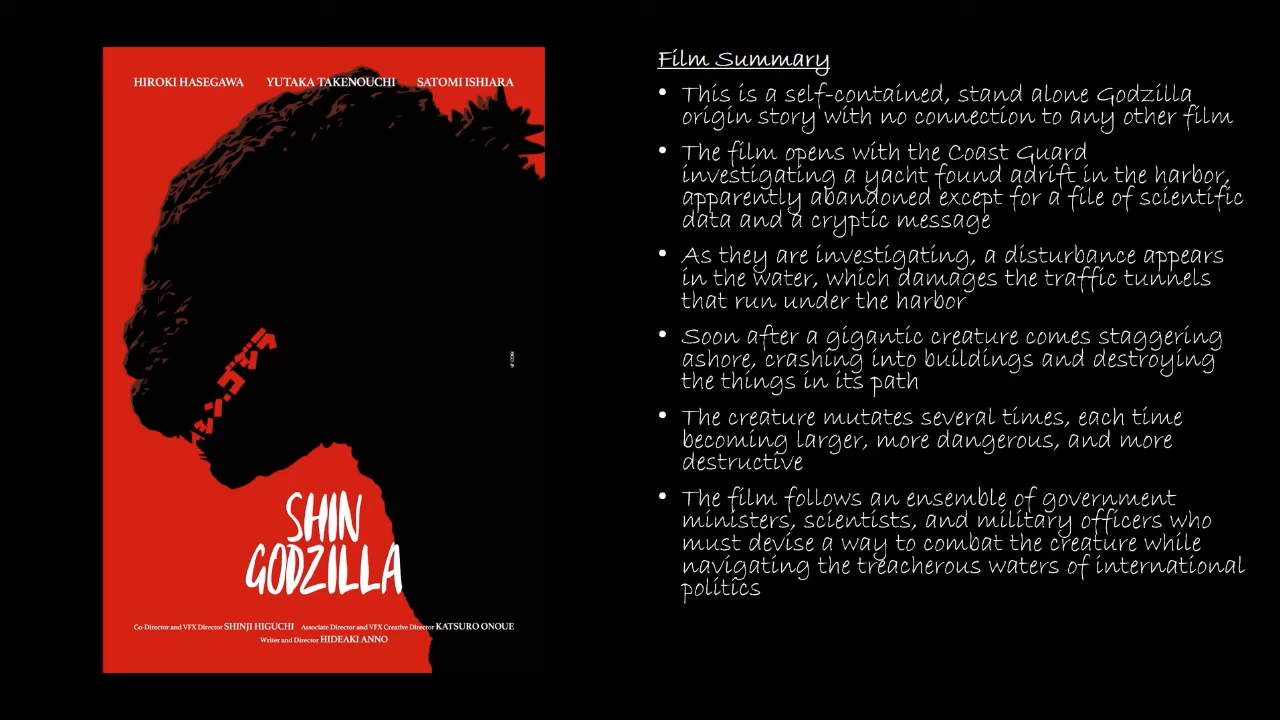 HIROKI HASEGAWA YUTAKA TAKENOUCHI SATOMI ISHIARA
シン・ゴジラ
SHIN
GODZILLA
Co-Director and VFX Director SHINJI HIGUCHI Associate Director and VFX Creative Director KATSURO ONOUE
Writer and Director HIDEAKI ANNO
Film Summary
• This is a self-contained, stand alone Godzilla
origin story with no connection to any other film
• The film opens with the Coast Guard
investigating a yacht found adrift in the harbor,
apparently abandoned except for a file of scientific
data and a cryptic message
• As they are investigating, a disturbance appears
in the water, which damages the traffic tunnels
that run under the harbor
• Soon after a gigantic creature comes staggering
ashore, crashing into buildings and destroying
the things in its path
• The creature mutates several times, each time
becoming larger, more dangerous, and more
destructive
• The film follows an ensemble of government
ministers, scientists, and military officers who
must devise a way to combat the creature while
navigating the treacherous waters of international
politics